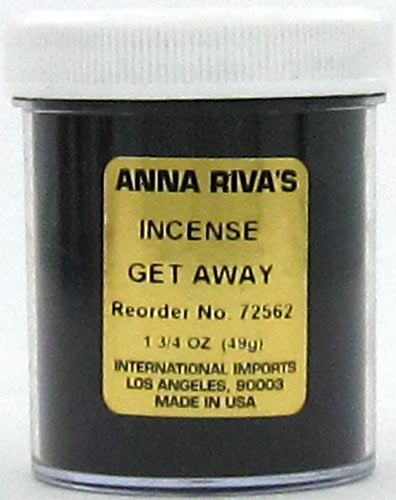 ANNA RIVA'S
INCENSE
GET AWAY
Reorder No. 72562
1 3/4 OZ (49g)
INTERNATIONAL IMPORTS
LOS ANGELES, 90003
MADE IN USA